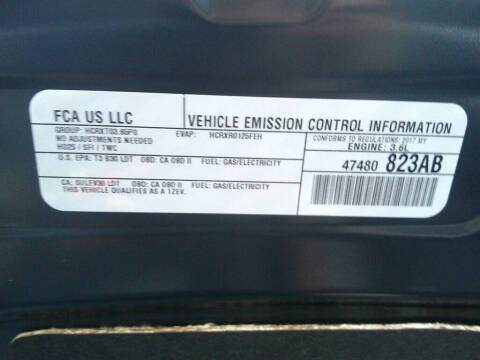 FCA US LLC
VEHICLE EMISSION CONTROL INFORMATION
GROUP: HCRXT03.65P0
EVAP: HCRXR0125FEH
CONFORMS TO REGULATIONS: 2017 MY
NO ADJUSTMENTS NEEDED
ENGINE: 3.6L
HO2S / SFI / TWC
U.S. EPA: T3 B30 LDT OBD: CA OBD II FUEL: GAS/ELECTRICITY
47480 823AB
CA: SULEV30 LDT OBD: CA OBD II FUEL: GAS/ELECTRICITY
THIS VEHICLE QUALIFIES AS A 12EV.